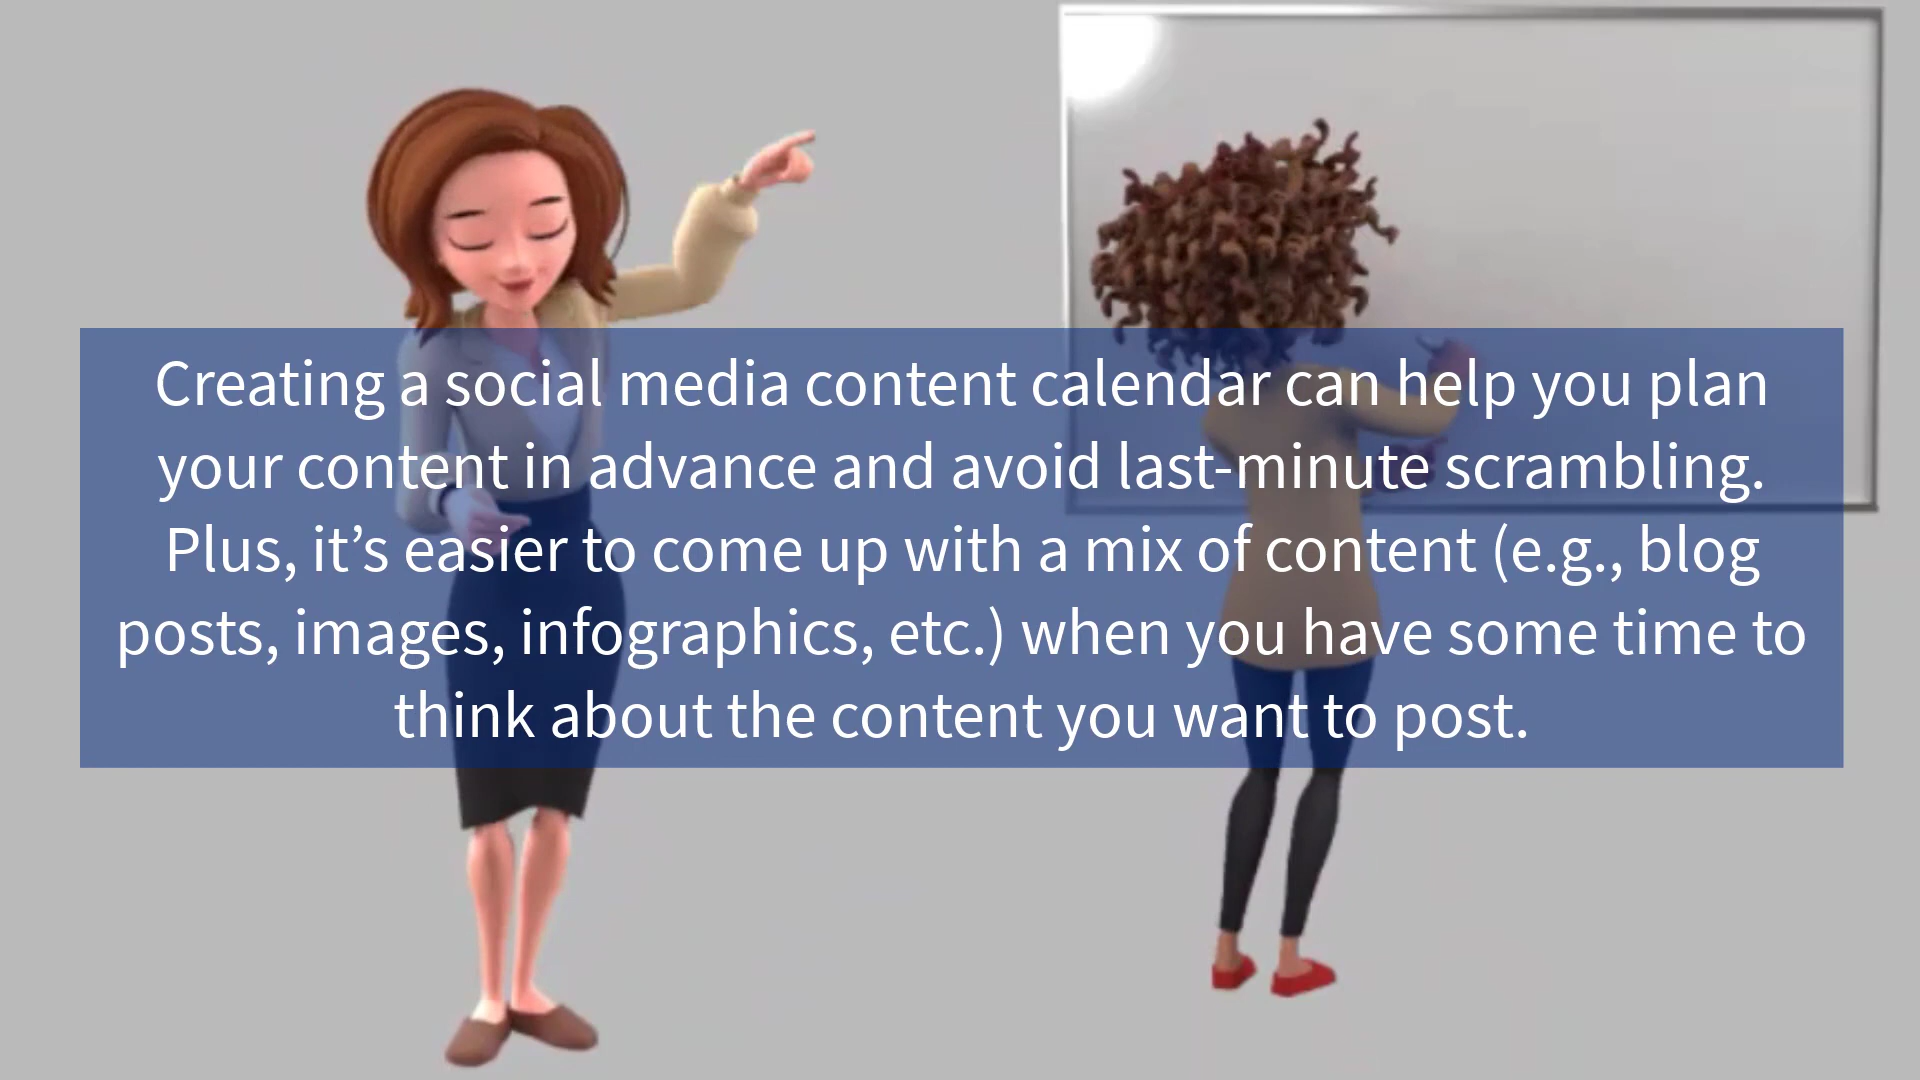 Creating a social media content calendar can help you plan
your content in advance and avoid last-minute scrambling.
Plus, it’s easier to come up with a mix of content (e.g., blog
posts, images, infographics, etc.) when you have some time to
think about the content you want to post.